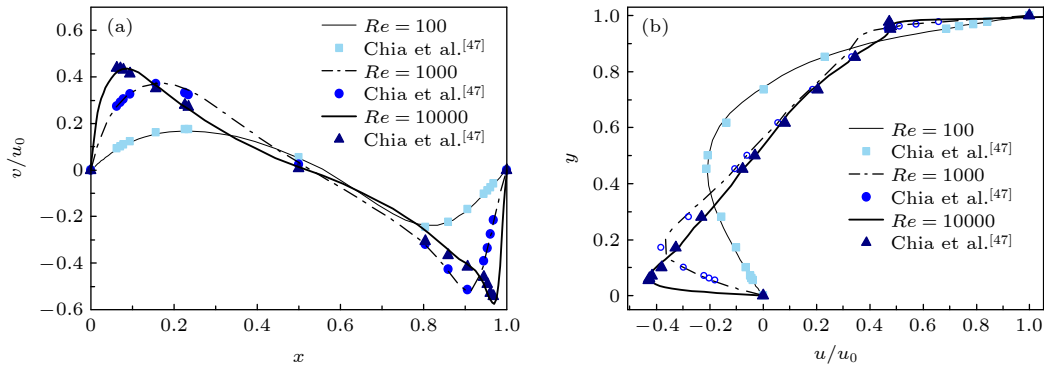 (a)
Re = 100
Chia et al.[47]
Re = 1000
Chia et al.[47]
Re = 10000
Chia et al.[47]
0.6
0.4
0.2
0
−0.2
−0.4
−0.6
v/u0
0 0.2 0.4 0.6 0.8 1.0
x
(b)
Re = 100
Chia et al.[47]
Re = 1000
Chia et al.[47]
Re = 10000
Chia et al.[47]
1.0
0.8
0.6
0.4
0.2
0
y
−0.4 −0.2 0 0.2 0.4 0.6 0.8 1.0
u/u0